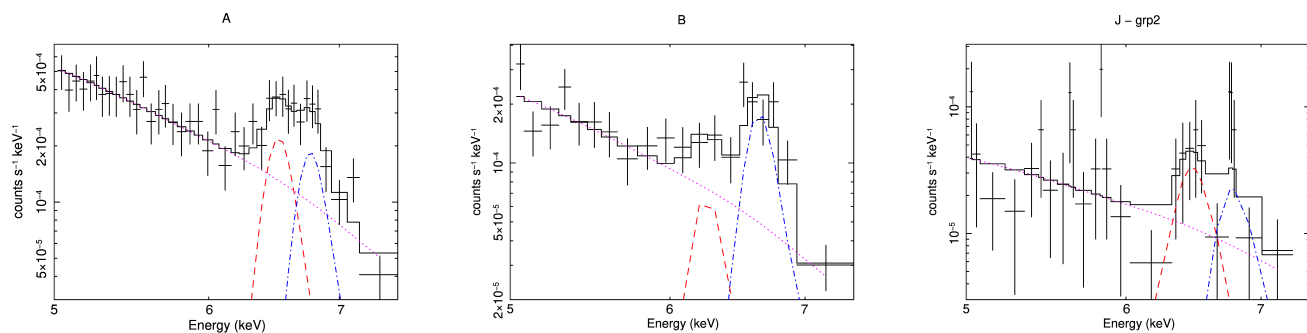 A
counts s⁻¹ keV⁻¹
5×10⁻⁴
2×10⁻⁴
10⁻⁴
5×10⁻⁵
5 6 7
Energy (keV)
B
counts s⁻¹ keV⁻¹
2×10⁻⁴
10⁻⁴
5×10⁻⁵
2×10⁻⁵
5 6 7
Energy (keV)
J − grp2
counts s⁻¹ keV⁻¹
10⁻⁴
10⁻⁵
5 6 7
Energy (keV)